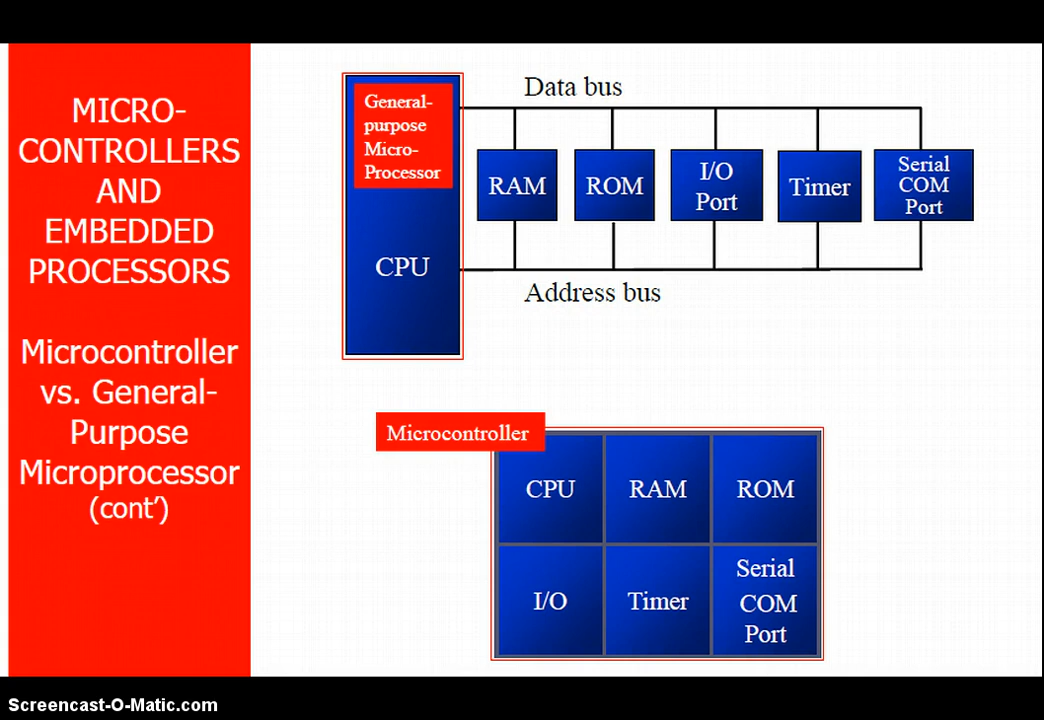 MICRO-
CONTROLLERS
AND
EMBEDDED
PROCESSORS
Microcontroller
vs. General-
Purpose
Microprocessor
(cont’)
Data bus
General-
purpose
Micro-
Processor
CPU
RAM
ROM
I/O
Port
Timer
Serial
COM
Port
Address bus
Microcontroller
CPU
RAM
ROM
I/O
Timer
Serial
COM
Port
Screencast-O-Matic.com